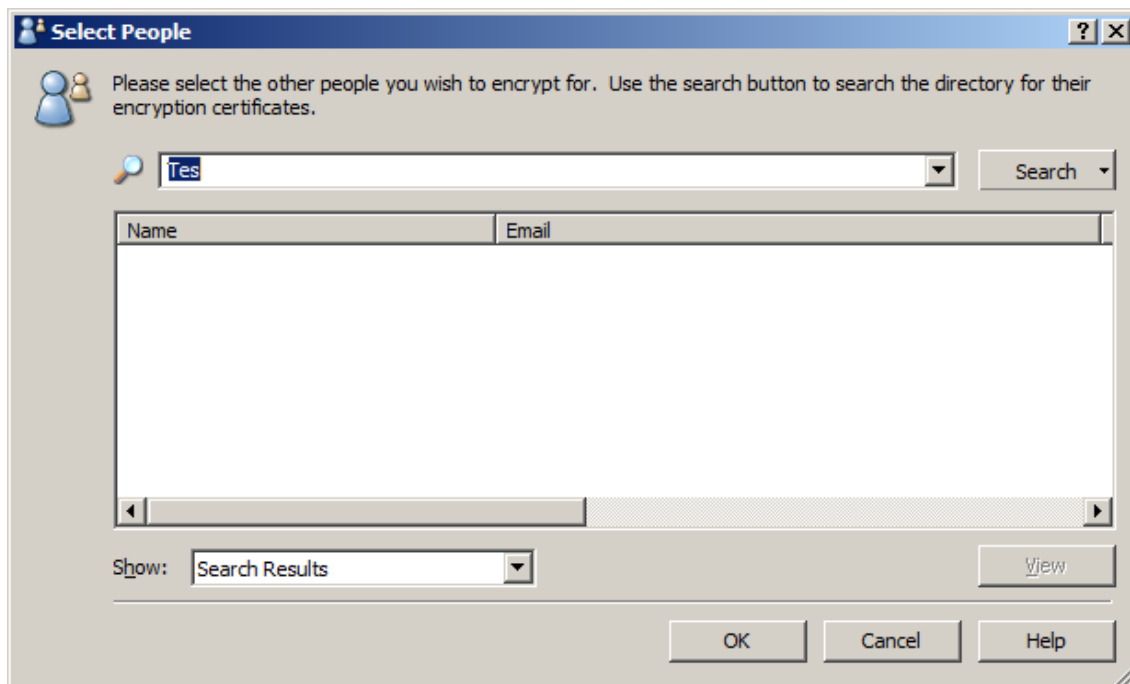 Select People
Please select the other people you wish to encrypt for. Use the search button to search the directory for their
encryption certificates.
Tes
Search
Name Email
Show: Search Results
View
OK Cancel Help